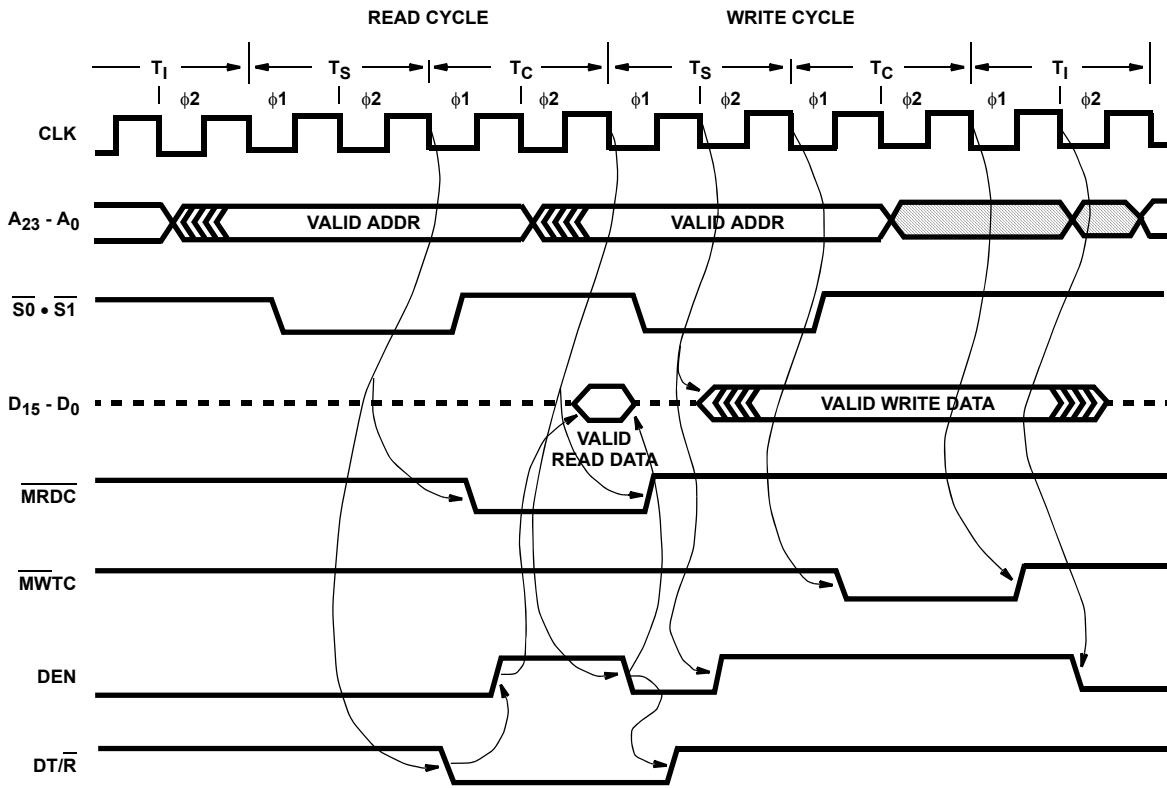 READ CYCLE WRITE CYCLE
TI TS TC TS TC TI
ϕ2 ϕ1 ϕ2 ϕ1 ϕ2 ϕ1 ϕ2 ϕ1 ϕ2 ϕ1 ϕ2
CLK
A23 - A0 VALID ADDR VALID ADDR
S0 • S1
D15 - D0 VALID WRITE DATA
VALID
READ DATA
MRDC
MWTC
DEN
DT/R